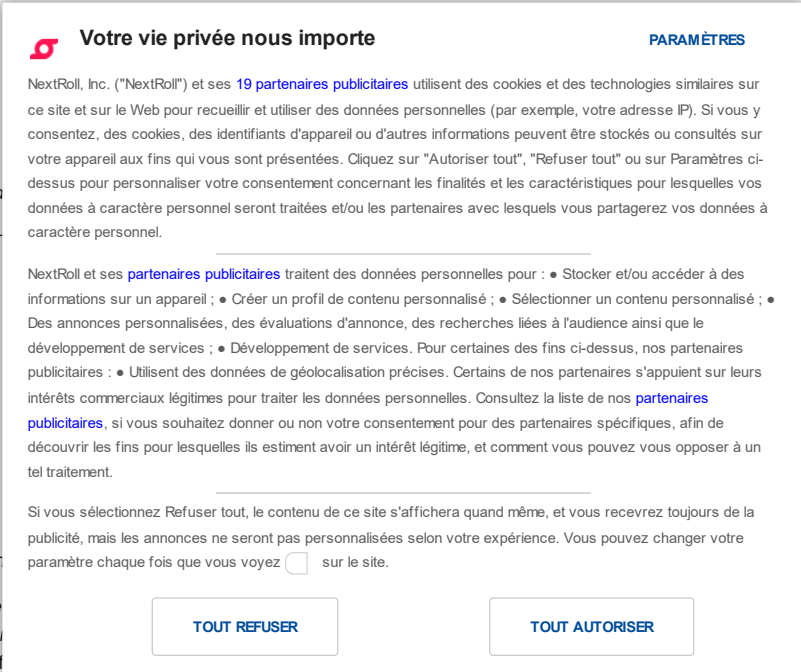 Votre vie privée nous importe
PARAMÈTRES
NextRoll, Inc. ("NextRoll") et ses 19 partenaires publicitaires utilisent des cookies et des technologies similaires sur
ce site et sur le Web pour recueillir et utiliser des données personnelles (par exemple, votre adresse IP). Si vous y
consentez, des cookies, des identifiants d'appareil ou d'autres informations peuvent être stockés ou consultés sur
votre appareil aux fins qui vous sont présentées. Cliquez sur "Autoriser tout", "Refuser tout" ou sur Paramètres ci-
dessus pour personnaliser votre consentement concernant les finalités et les caractéristiques pour lesquelles vos
données à caractère personnel seront traitées et/ou les partenaires avec lesquels vous partagerez vos données à
caractère personnel.
NextRoll et ses partenaires publicitaires traitent des données personnelles pour : ● Stocker et/ou accéder à des
informations sur un appareil ; ● Créer un profil de contenu personnalisé ; ● Sélectionner un contenu personnalisé ; ●
Des annonces personnalisées, des évaluations d'annonce, des recherches liées à l'audience ainsi que le
développement de services ; ● Développement de services. Pour certaines des fins ci-dessus, nos partenaires
publicitaires : ● Utilisent des données de géolocalisation précises. Certains de nos partenaires s'appuient sur leurs
intérêts commerciaux légitimes pour traiter les données personnelles. Consultez la liste de nos partenaires
publicitaires, si vous souhaitez donner ou non votre consentement pour des partenaires spécifiques, afin de
découvrir les fins pour lesquelles ils estiment avoir un intérêt légitime, et comment vous pouvez vous opposer à un
tel traitement.
Si vous sélectionnez Refuser tout, le contenu de ce site s'affichera quand même, et vous recevrez toujours de la
publicité, mais les annonces ne seront pas personnalisées selon votre expérience. Vous pouvez changer votre
paramètre chaque fois que vous voyez sur le site.
TOUT REFUSER
TOUT AUTORISER